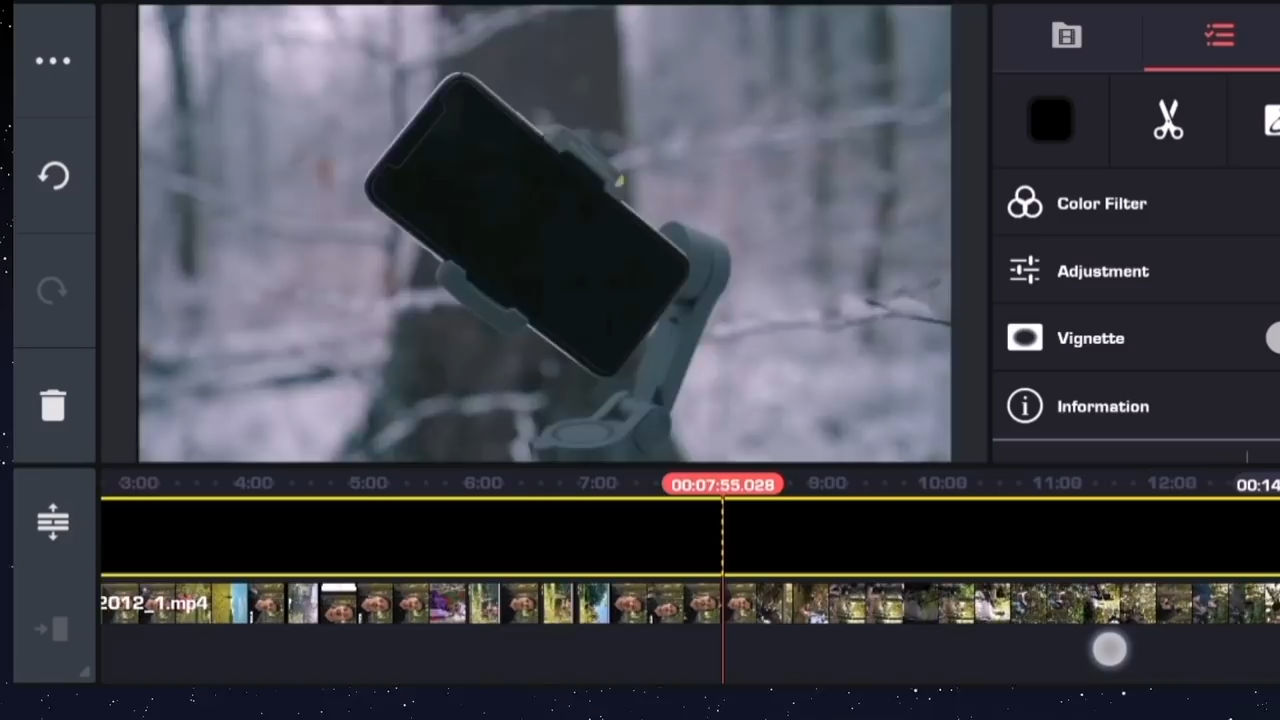 Color Filter
Adjustment
Vignette
Information
3:00 4:00 5:00 6:00 7:00 00:07:55.028 9:00 10:00 11:00 12:00 00:14
2012_1.mp4